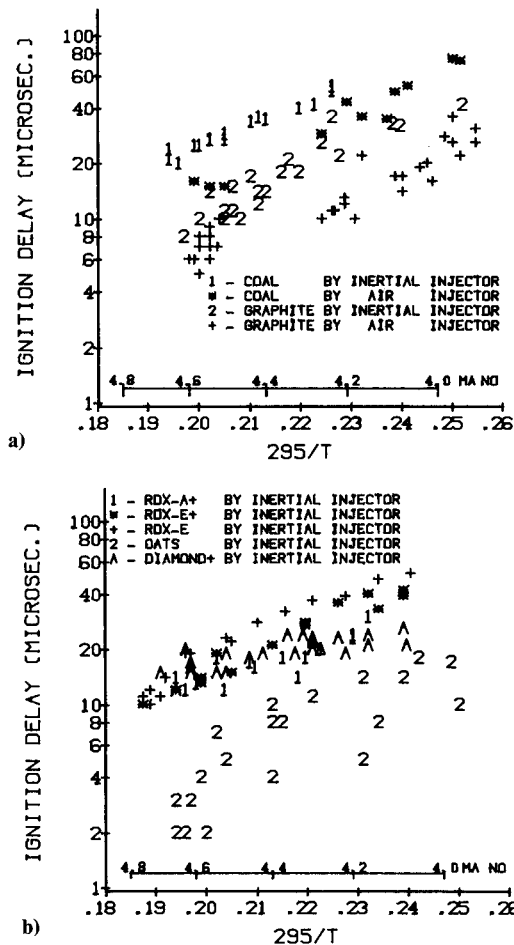 100
80
60
40
20
10
8
6
4
2
1
IGNITION DELAY (MICROSEC.)
1 - COAL BY INERTIAL INJECTOR
* - COAL BY AIR INJECTOR
2 - GRAPHITE BY INERTIAL INJECTOR
+ - GRAPHITE BY AIR INJECTOR
4.8 4.6 4.4 4.2 4.0 MA NO
.18 .19 .20 .21 .22 .23 .24 .25 .26
295/T
a)
1 - RDX-A+ BY INERTIAL INJECTOR
* - RDX-E+ BY INERTIAL INJECTOR
+ - RDX-E BY INERTIAL INJECTOR
2 - OATS BY INERTIAL INJECTOR
^ - DIAMOND+ BY INERTIAL INJECTOR
100
80
60
40
20
10
8
6
4
2
1
IGNITION DELAY (MICROSEC.)
4.8 4.6 4.4 4.2 4.0 MA NO
.18 .19 .20 .21 .22 .23 .24 .25 .26
295/T
b)